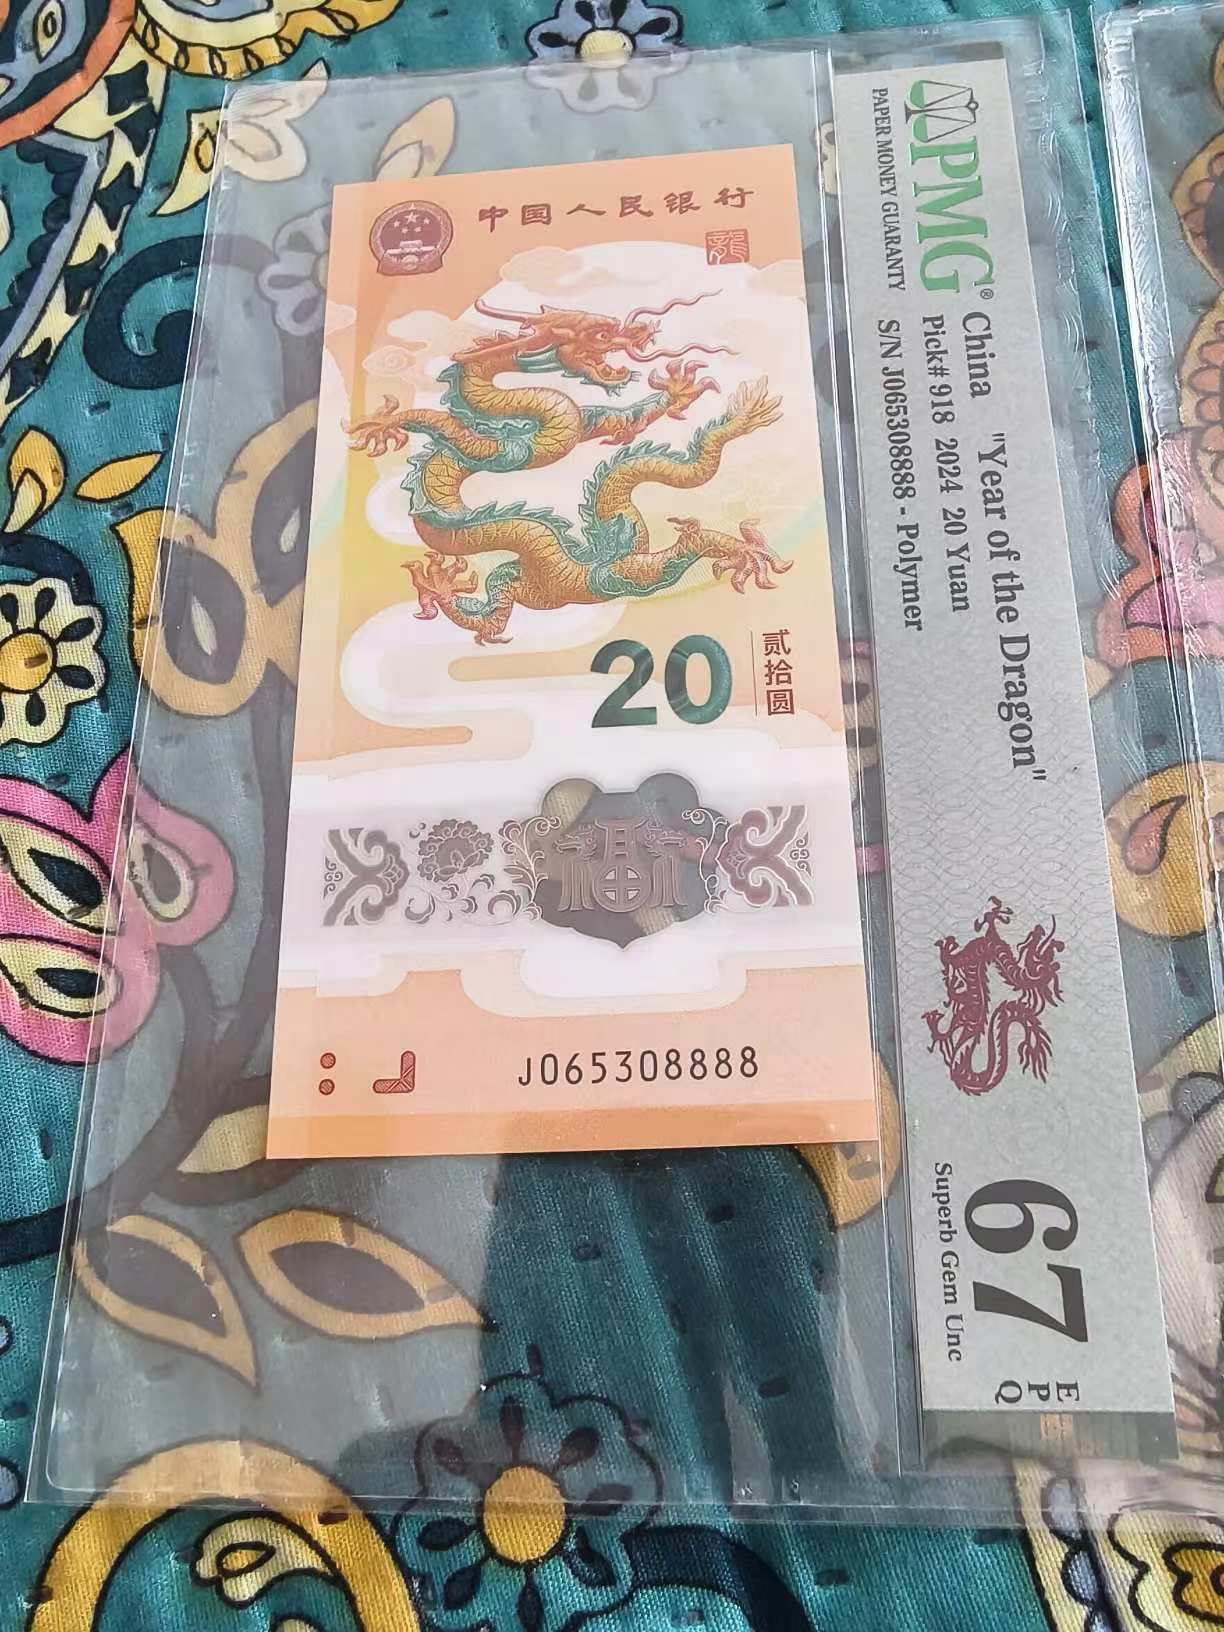 中国人民银行
龍
20
贰拾圆
福
J065308888
PMG®
PAPER MONEY GUARANTY
China "Year of the Dragon"
Pick# 918 2024 20 Yuan
S/N J065308888 - Polymer
67
EPQ
Superb Gem Unc